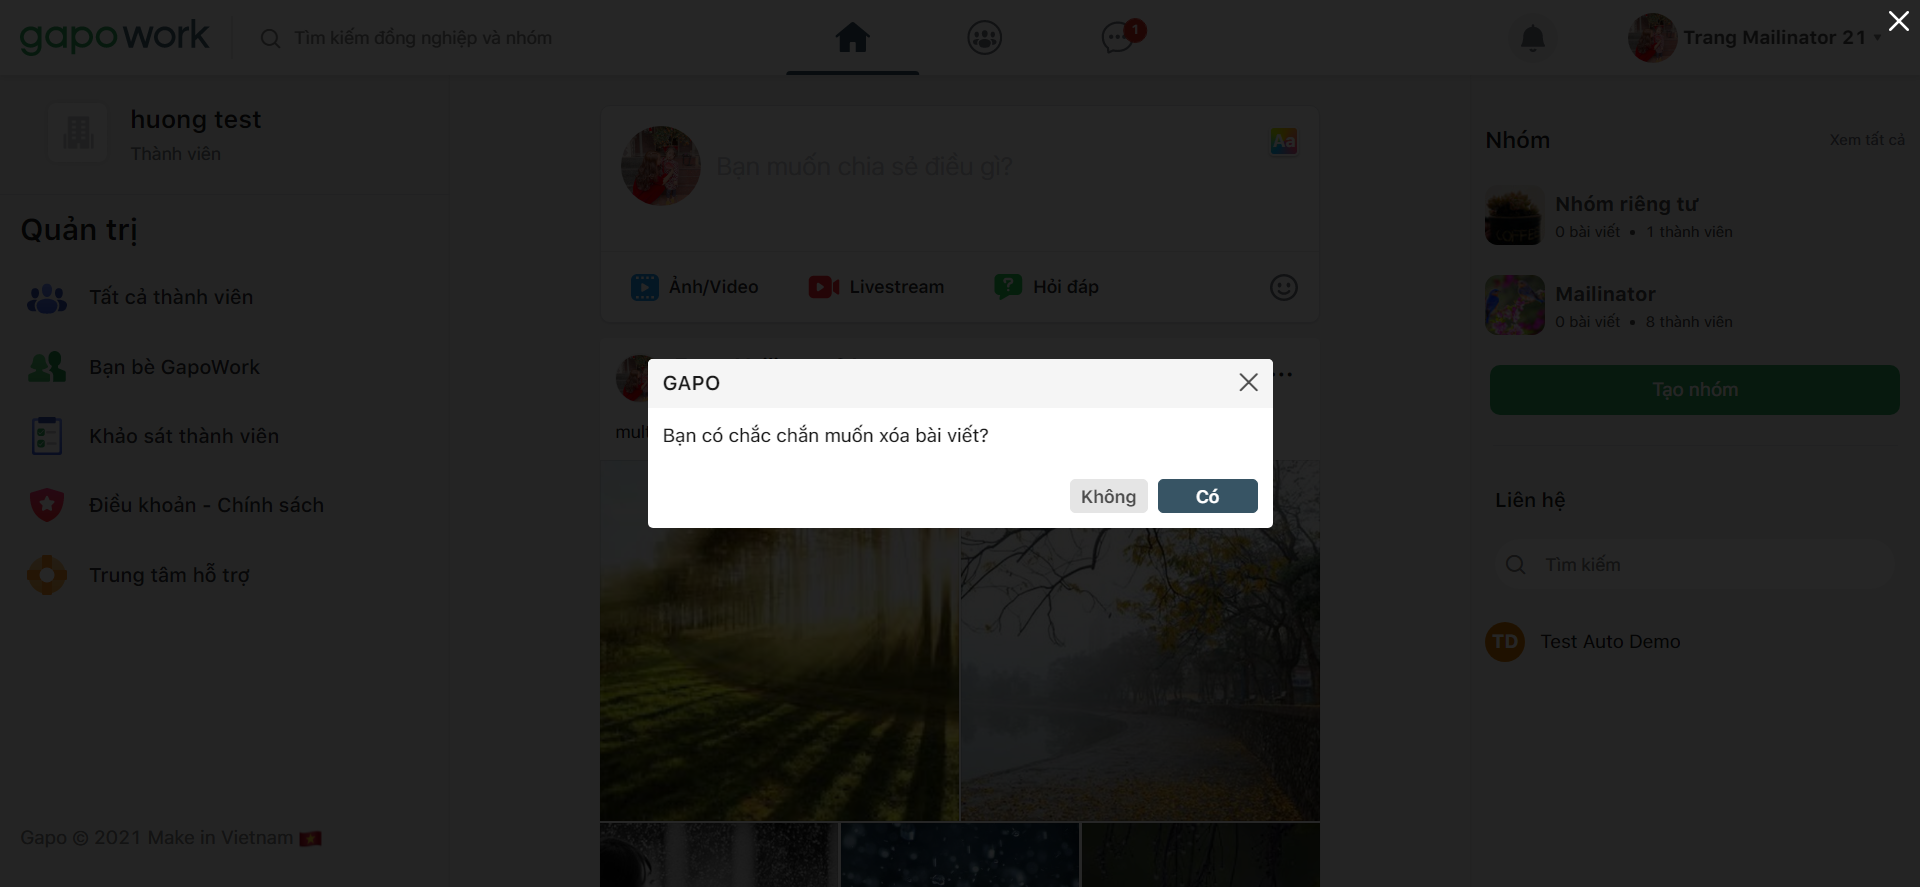 gapowork
Tìm kiếm đồng nghiệp và nhóm
1
Trang Mailinator 21
huong test
Thành viên
Quản trị
Tất cả thành viên
Bạn bè GapoWork
Khảo sát thành viên
Điều khoản - Chính sách
Trung tâm hỗ trợ
Gapo © 2021 Make in Vietnam
Bạn muốn chia sẻ điều gì?
Aa
Ảnh/Video
Livestream
Hỏi đáp
GAPO
Bạn có chắc chắn muốn xóa bài viết?
Không
Có
Nhóm
Xem tất cả
Nhóm riêng tư
0 bài viết • 1 thành viên
Mailinator
0 bài viết • 8 thành viên
Tạo nhóm
Liên hệ
Tìm kiếm
TD
Test Auto Demo